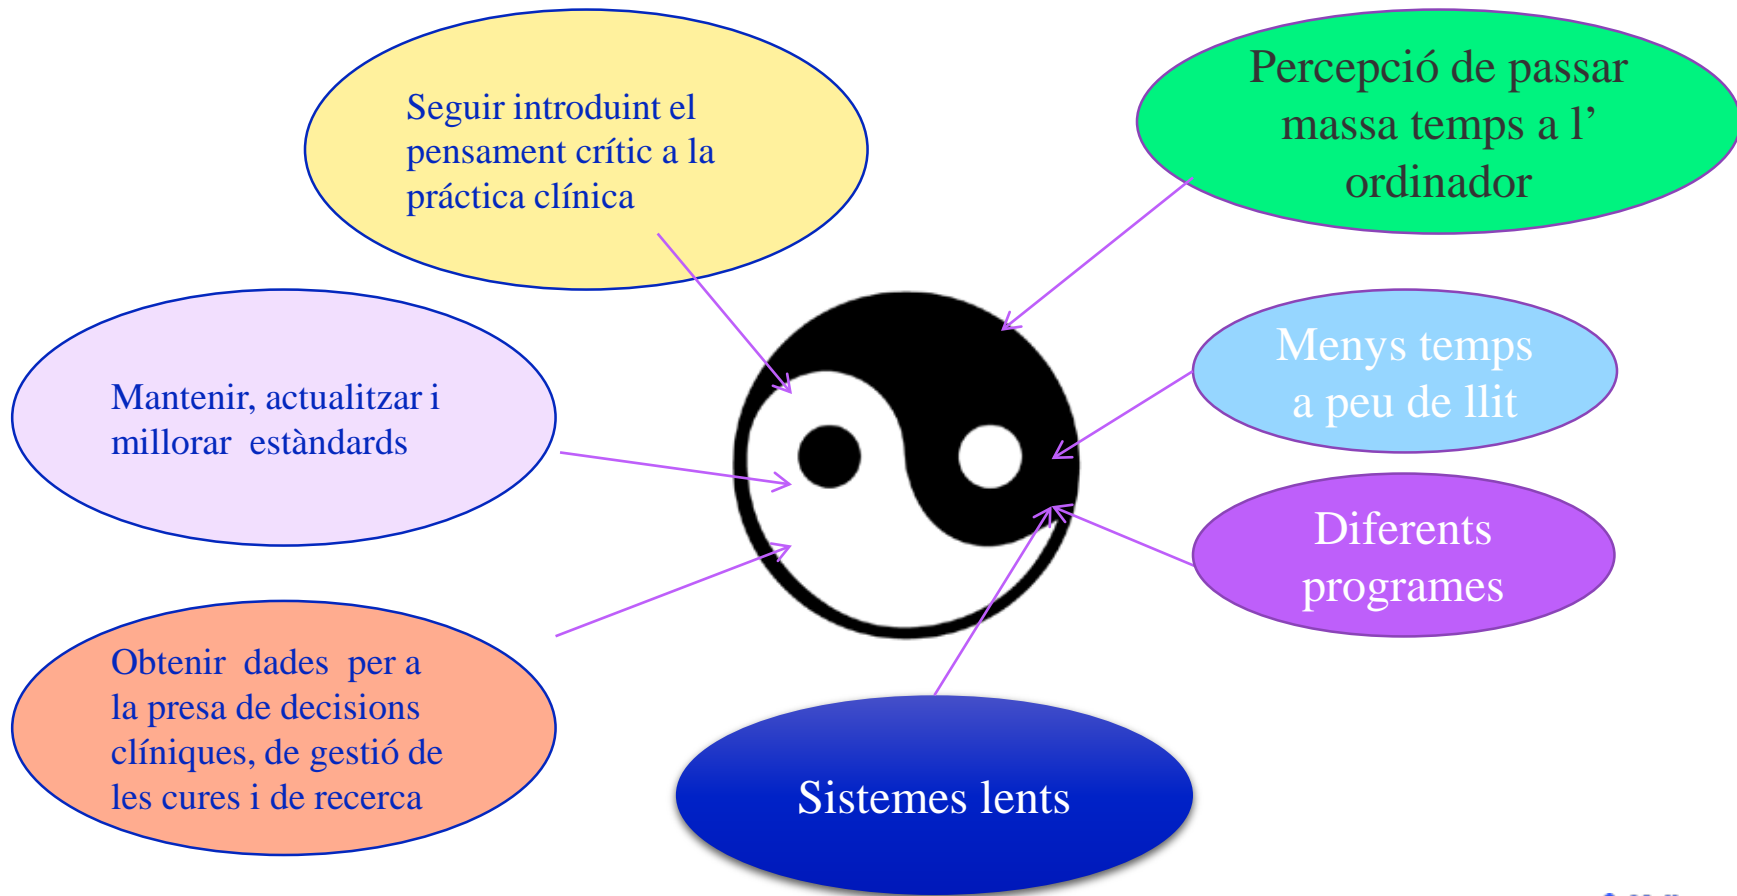 Seguir introduint el
pensament crític a la
práctica clínica
Percepció de passar
massa temps a l’
ordinador
Mantenir, actualitzar i
millorar  estàndards
Menys temps
a peu de llit
Diferents
programes
Obtenir  dades  per a
la presa de decisions
clíniques, de gestió de
les cures i de recerca
Sistemes lents